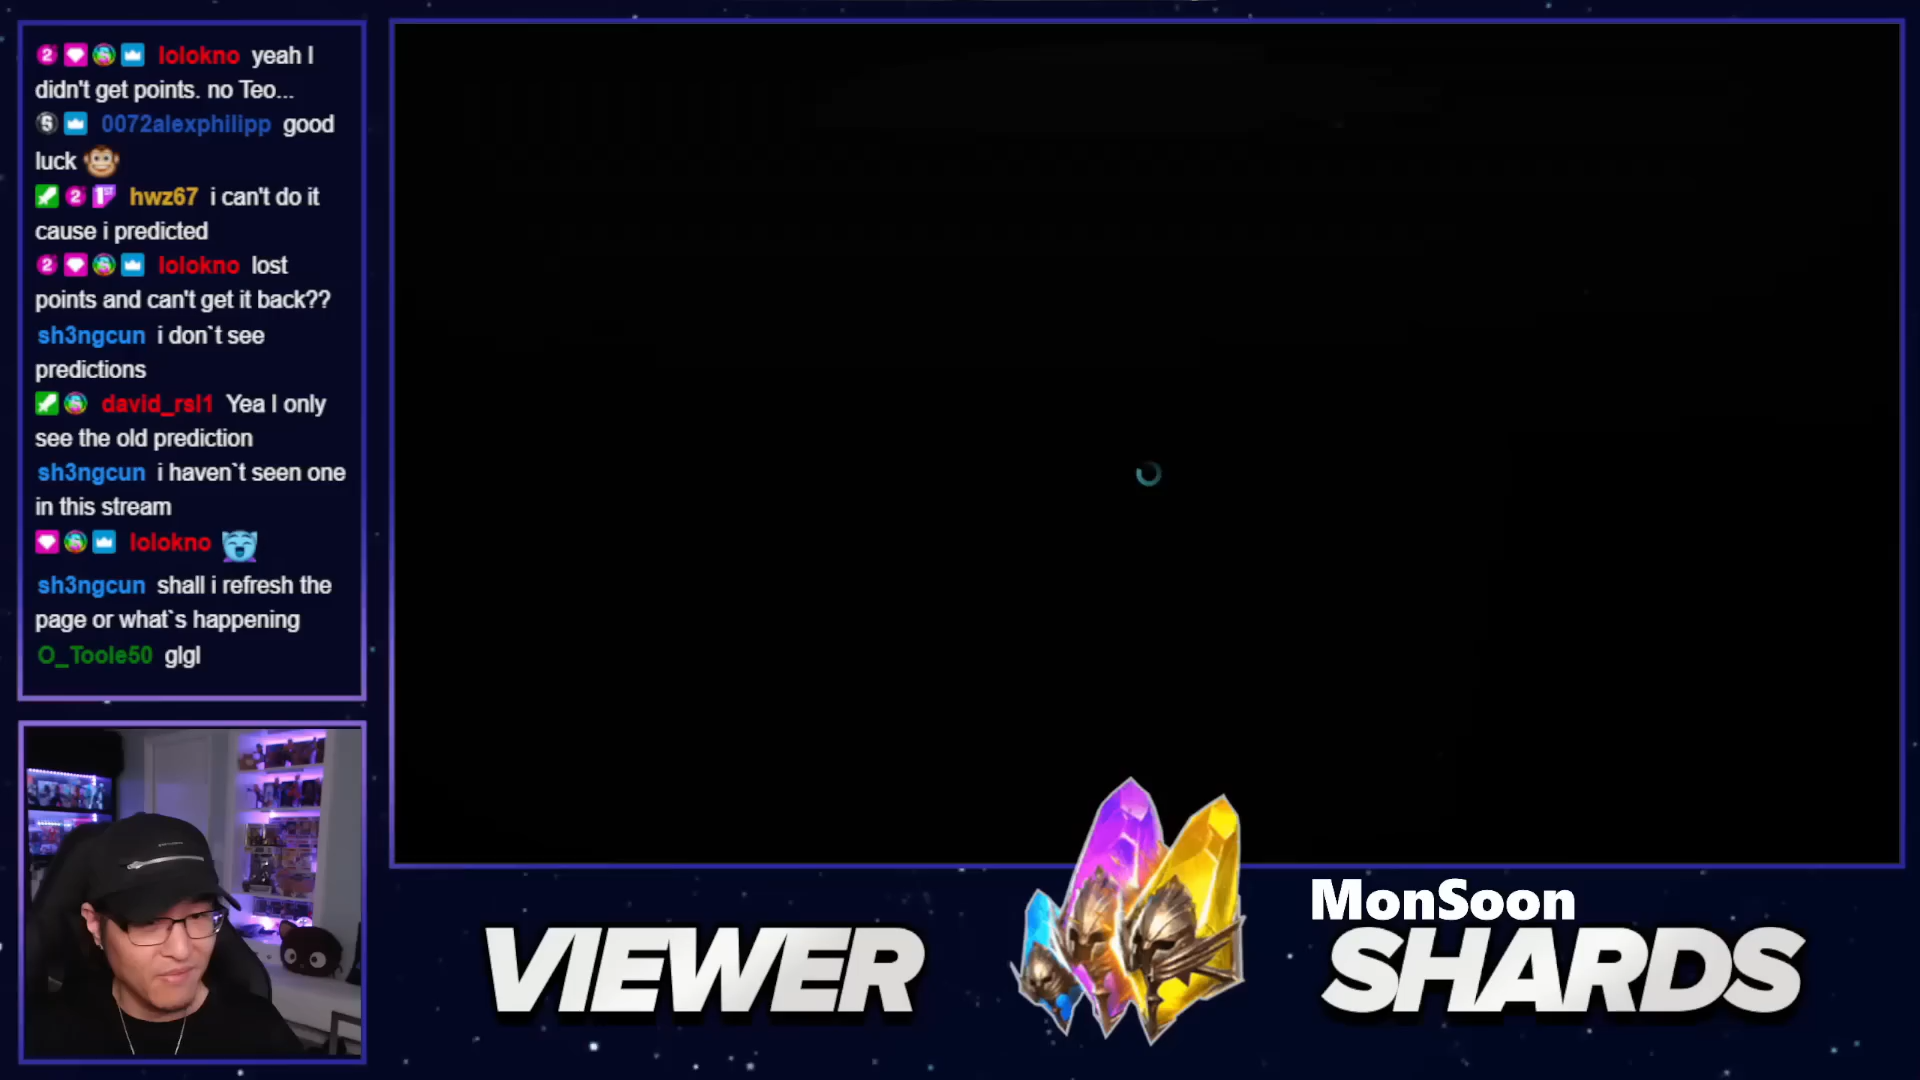 lolokno yeah I
didn't get points. no Teo...
0072alexphilipp good
luck
hwz67 i can't do it
cause i predicted
lolokno lost
points and can't get it back??
sh3ngcun i don`t see
predictions
david_rsl1 Yea I only
see the old prediction
sh3ngcun i haven`t seen one
in this stream
lolokno
sh3ngcun shall i refresh the
page or what`s happening
O_Toole50 glgl
MonSoon
VIEWER SHARDS